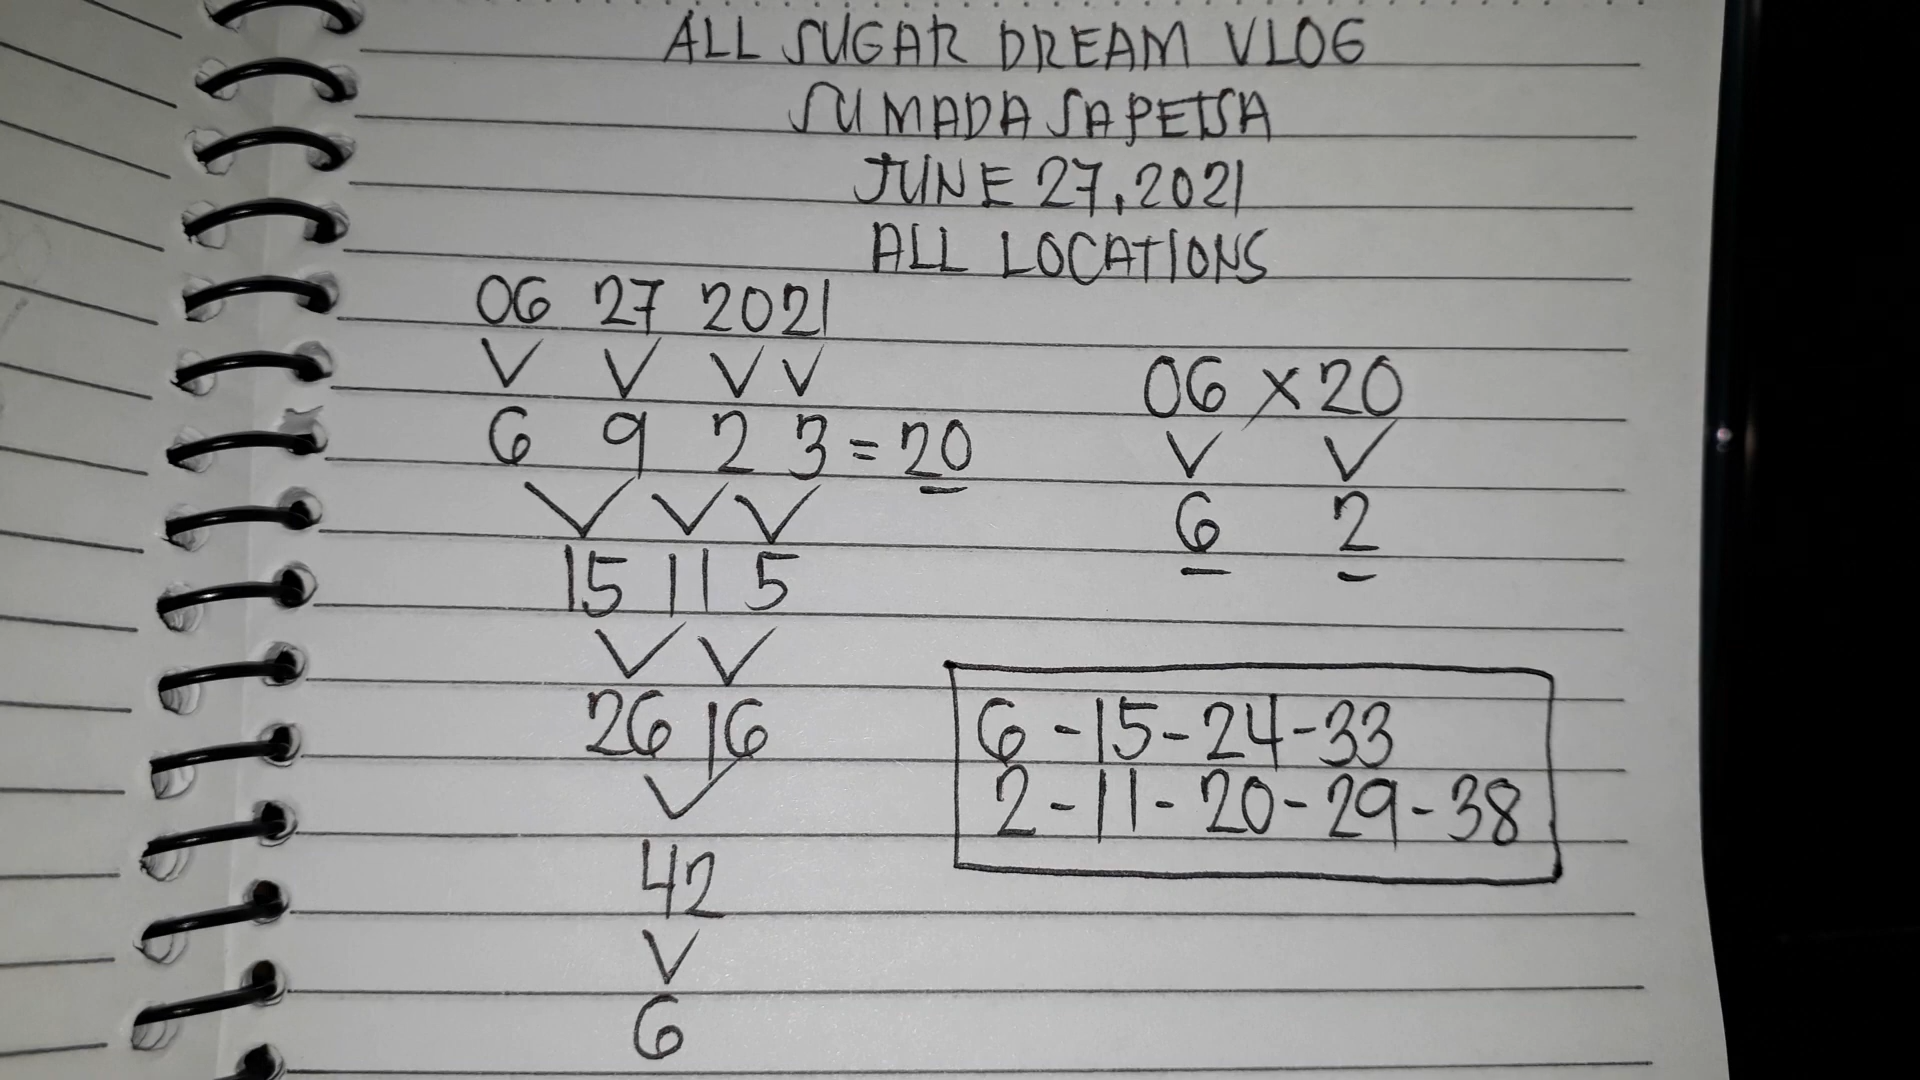 ALL SUGAR DREAM VLOG
SUMADA SAPETSA
JUNE 27, 2021
ALL LOCATIONS
06 27 2021
6 9 2 3 = 20
15 11 5
26 16
42
6
06 x 20
6 2
6-15-24-33
2-11-20-29-38